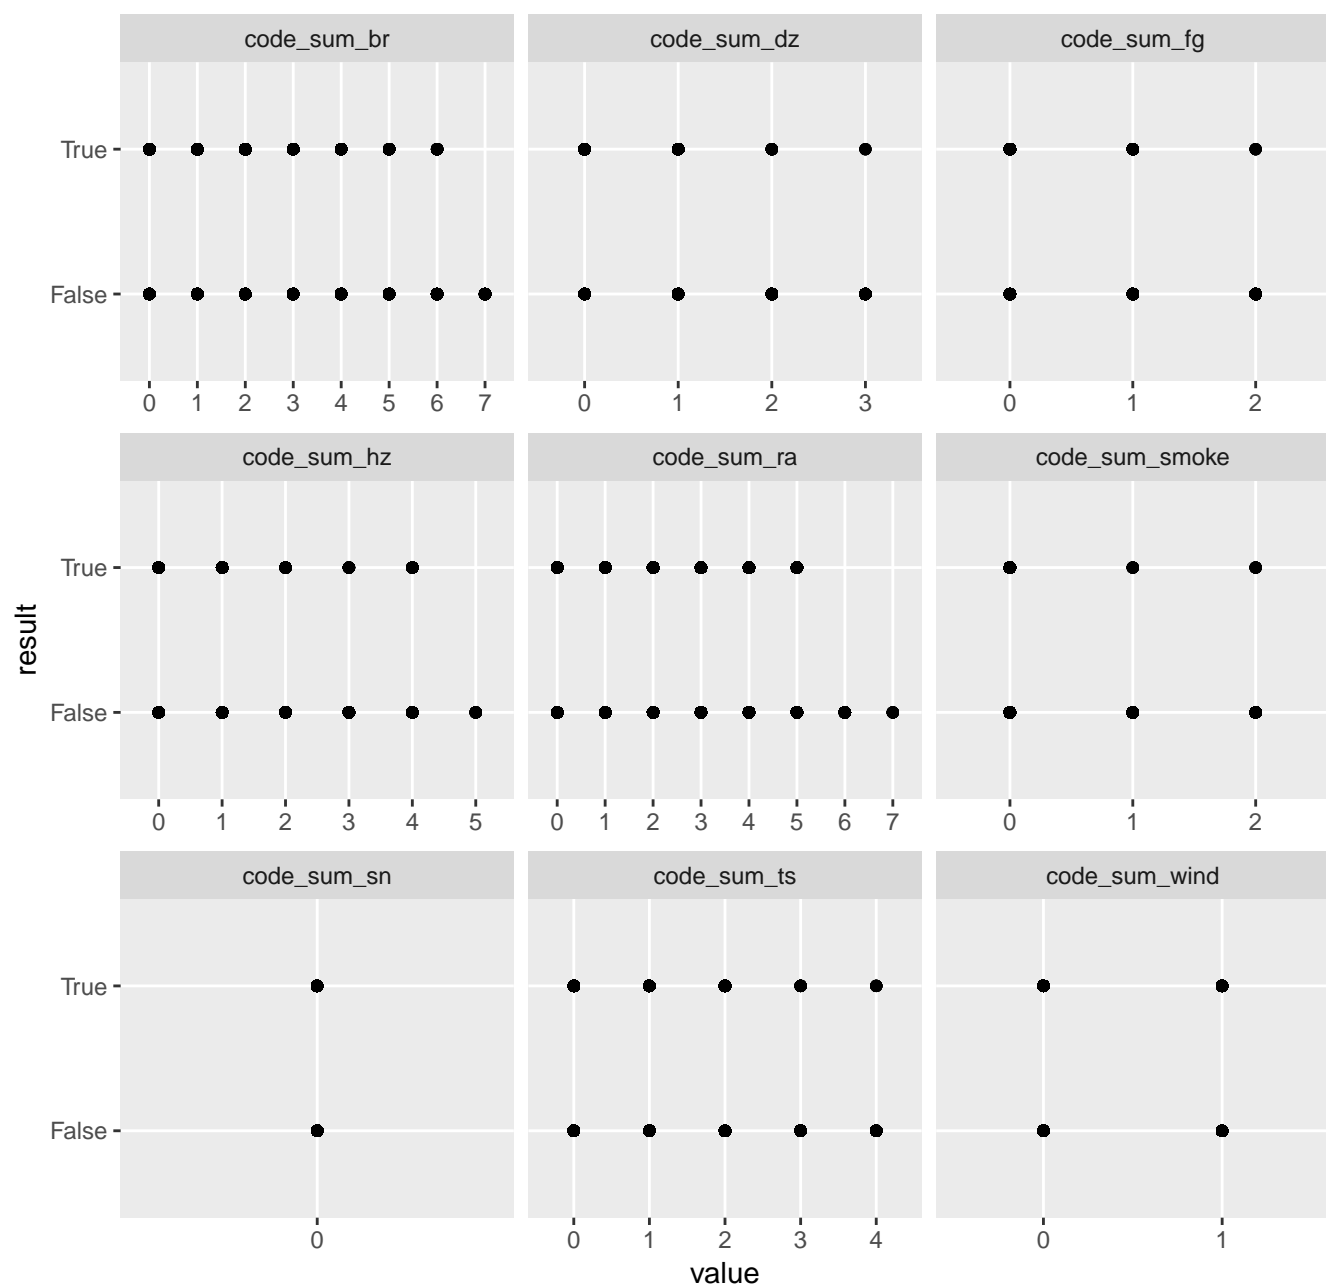 code_sum_br code_sum_dz code_sum_fg
True
False
0 1 2 3 4 5 6 7 0 1 2 3 0 1 2
code_sum_hz code_sum_ra code_sum_smoke
True
result
False
0 1 2 3 4 5 0 1 2 3 4 5 6 7 0 1 2
code_sum_sn code_sum_ts code_sum_wind
True
False
0 0 1 2 3 4 0 1
value